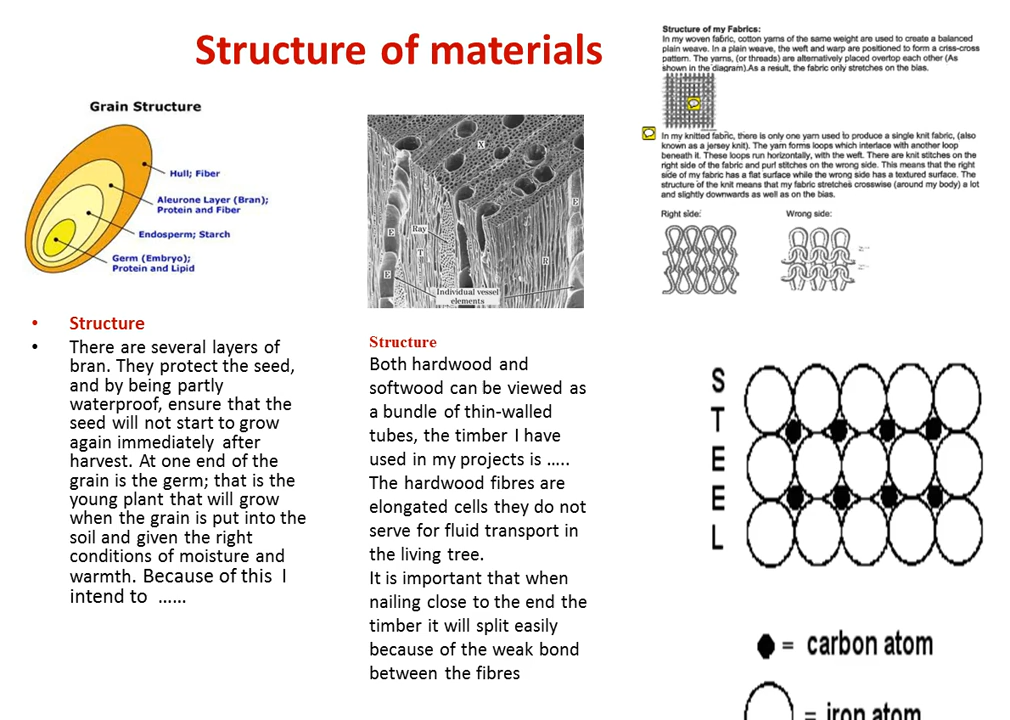 Structure of materials
Grain Structure
Hull; Fiber
Aleurone Layer (Bran);
Protein and Fiber
Endosperm; Starch
Germ (Embryo);
Protein and Lipid
• Structure
• There are several layers of
bran. They protect the seed,
and by being partly
waterproof, ensure that the
seed will not start to grow
again immediately after
harvest. At one end of the
grain is the germ; that is the
young plant that will grow
when the grain is put into the
soil and given the right
conditions of moisture and
warmth. Because of this I
intend to ……
X
E
Ray
E
T
E
R
Individual vessel
elements
Structure
Both hardwood and
softwood can be viewed as
a bundle of thin-walled
tubes, the timber I have
used in my projects is …..
The hardwood fibres are
elongated cells they do not
serve for fluid transport in
the living tree.
It is important that when
nailing close to the end the
timber it will split easily
because of the weak bond
between the fibres
Structure of my Fabrics:
In my woven fabric, cotton yarns of the same weight are used to create a balanced
plain weave. In a plain weave, the weft and warp are positioned to form a criss-cross
pattern. The yarns, (or threads) are alternatively placed overtop each other (As
shown in the diagram).As a result, the fabric only stretches on the bias.
In my knitted fabric, there is only one yarn used to produce a single knit fabric, (also
known as a jersey knit). The yarn forms loops which interlace with another loop
beneath it. These loops run horizontally, with the weft. There are knit stitches on the
right side of the fabric and purl stitches on the wrong side. This means that the right
side of my fabric has a flat surface while the wrong side has a textured surface. The
structure of the knit means that my fabric stretches crosswise (around my body) a lot
and slightly downwards as well as on the bias.
Right side:
Wrong side:
STEEL
= carbon atom
= iron atom